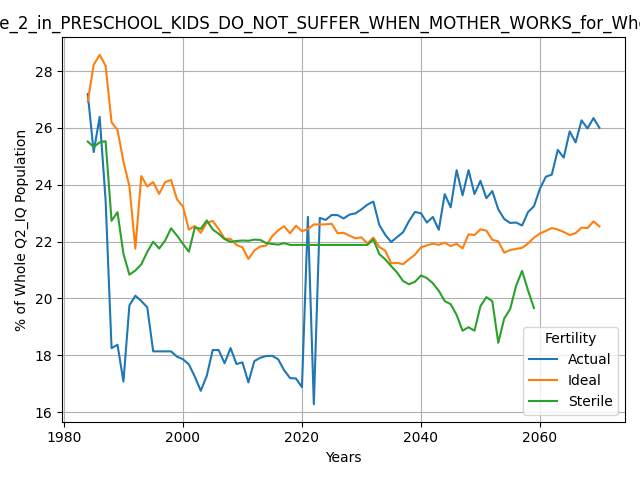 e_2_in_PRESCHOOL_KIDS_DO_NOT_SUFFER_WHEN_MOTHER_WORKS_for_Who
28
26
24
22
20
18
16
% of Whole Q2_IQ Population
1980
2000
2020
2040
2060
Years
Fertility
Actual
Ideal
Sterile